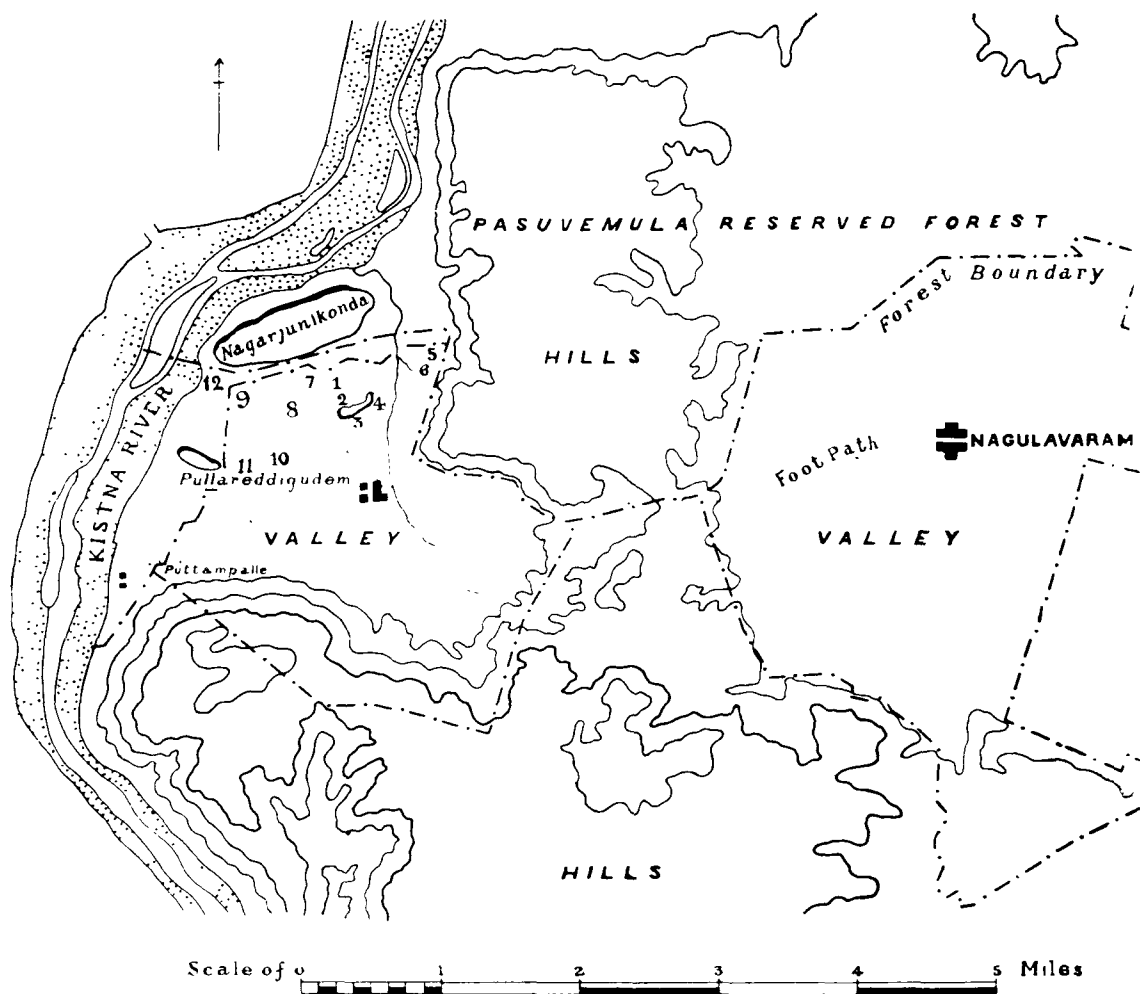 PASUVEMULA RESERVED FOREST
Forest Boundary
Nagarjunikonda
HILLS
5
6
12
9
7
1
8
2
4
3
KISTNA RIVER
Foot Path
NAGULAVARAM
11
10
Pullareddigudem
VALLEY
VALLEY
Puttampalle
HILLS
Scale of 0 1 2 3 4 5 Miles